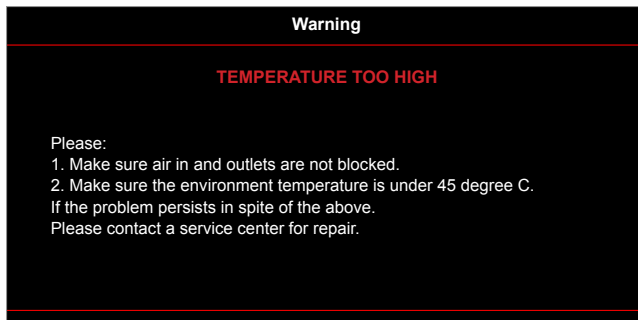 Warning
TEMPERATURE TOO HIGH
Please:
1. Make sure air in and outlets are not blocked.
2. Make sure the environment temperature is under 45 degree C.
If the problem persists in spite of the above.
Please contact a service center for repair.